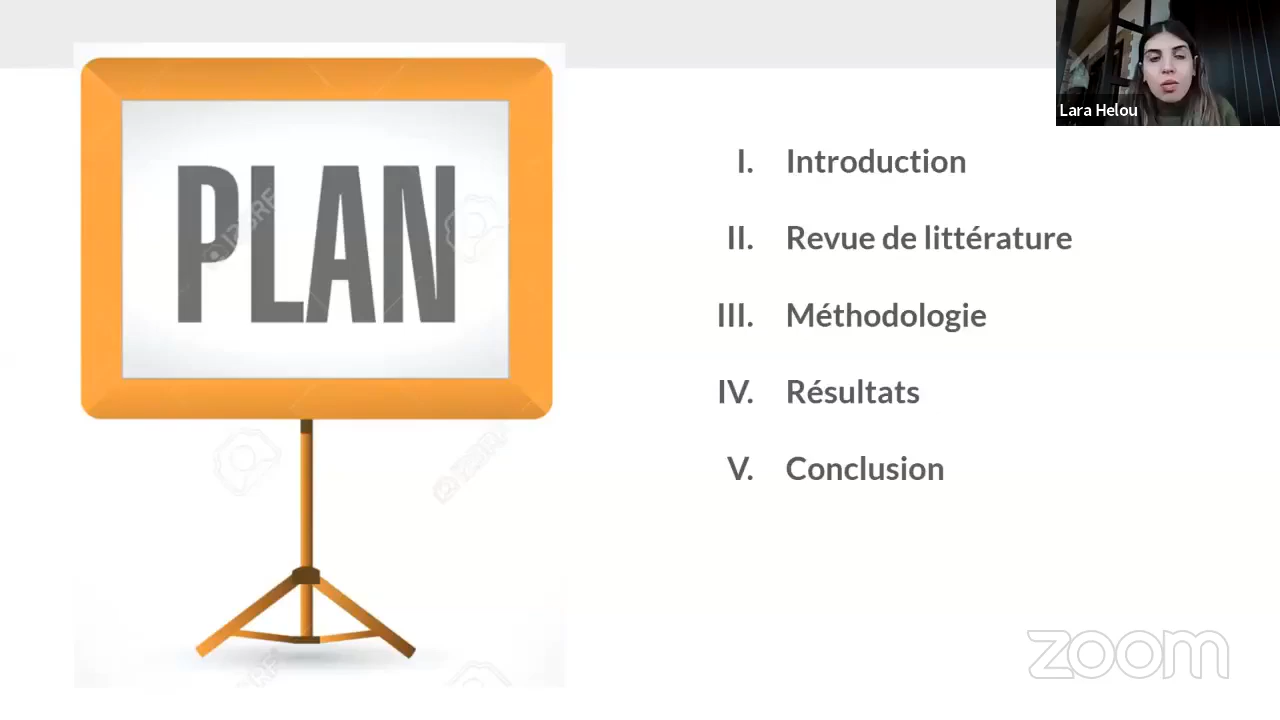 Lara Helou
PLAN
I. Introduction
II. Revue de littérature
III. Méthodologie
IV. Résultats
V. Conclusion
zoom